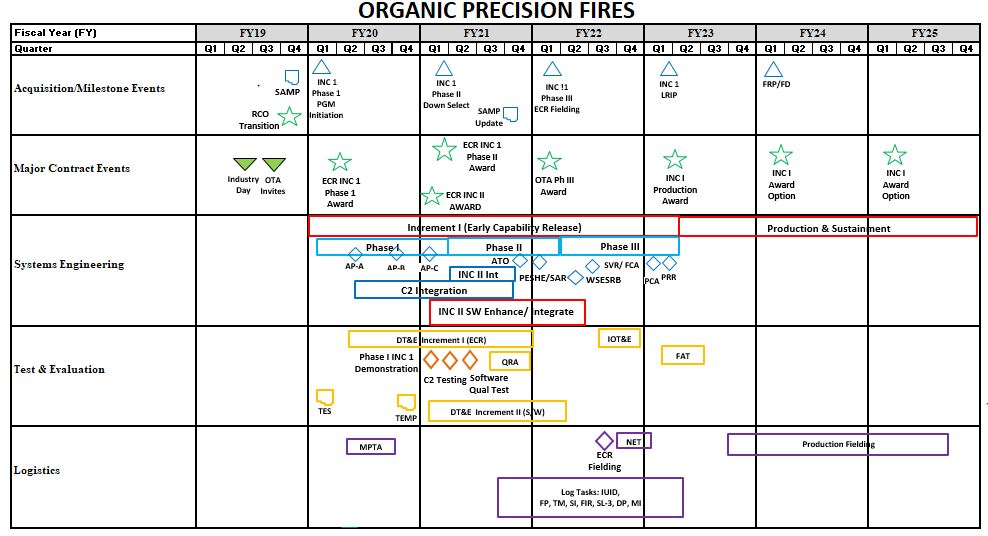 ORGANIC PRECISION FIRES
Fiscal Year (FY) FY19 FY20 FY21 FY22 FY23 FY24 FY25
Quarter Q1 Q2 Q3 Q4 Q1 Q2 Q4 Q1 Q2 Q3 Q4 Q1 Q2 Q3 Q4 Q1 Q2 Q3 Q4 Q1 Q2 Q3 Q4 Q1 Q2 Q3 Q4
Acquisition/Milestone Events
SAMP
RCO
Transition
INC 1
Phase 1
PGM
Initiation
INC 1
Phase II
Down Select
SAMP
Update
INC !1
Phase III
ECR Fielding
INC 1
LRIP
FRP/FD
Major Contract Events
Industry
Day
OTA
Invites
ECR INC 1
Phase 1
Award
ECR INC 1
Phase II
Award
ECR INC II
AWARD
OTA Ph III
Award
INC I
Production
Award
INC I
Award
Option
INC I
Award
Option
Systems Engineering
Increment I (Early Capability Release)
Production & Sustainment
Phase I
Phase II
Phase III
AP-A
AP-B
AP-C
ATO
PESHE/SAR
WSESRB
SVR/ FCA
PCA
PRR
INC II Int
C2 Integration
INC II SW Enhance/ Integrate
Test & Evaluation
DT&E Increment I (ECR)
IOT&E
Phase I INC 1
Demonstration
C2 Testing
Software
Qual Test
QRA
FAT
TES
TEMP
DT&E Increment II (S/W)
Logistics
MPTA
ECR
Fielding
NET
Production Fielding
Log Tasks: IUID,
FP, TM, SI, FIR, SL-3, DP, MI